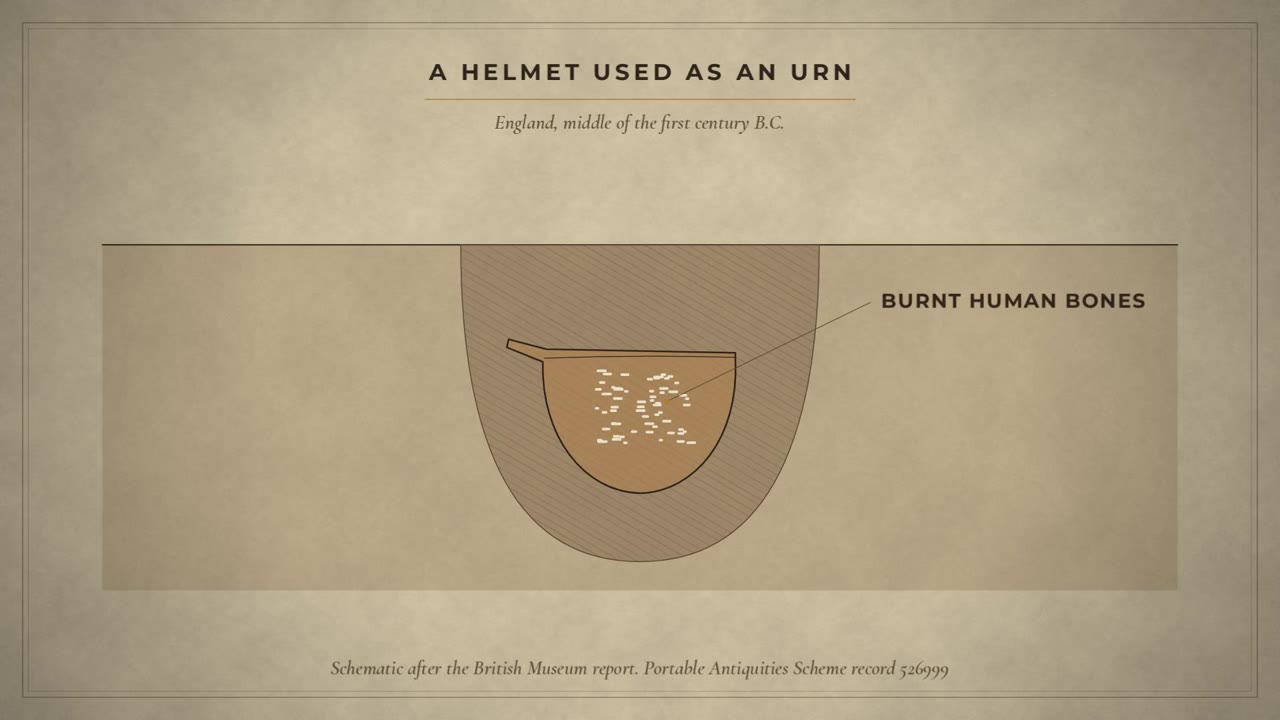 A HELMET USED AS AN URN
England, middle of the first century B.C.
BURNT HUMAN BONES
Schematic after the British Museum report. Portable Antiquities Scheme record 526999